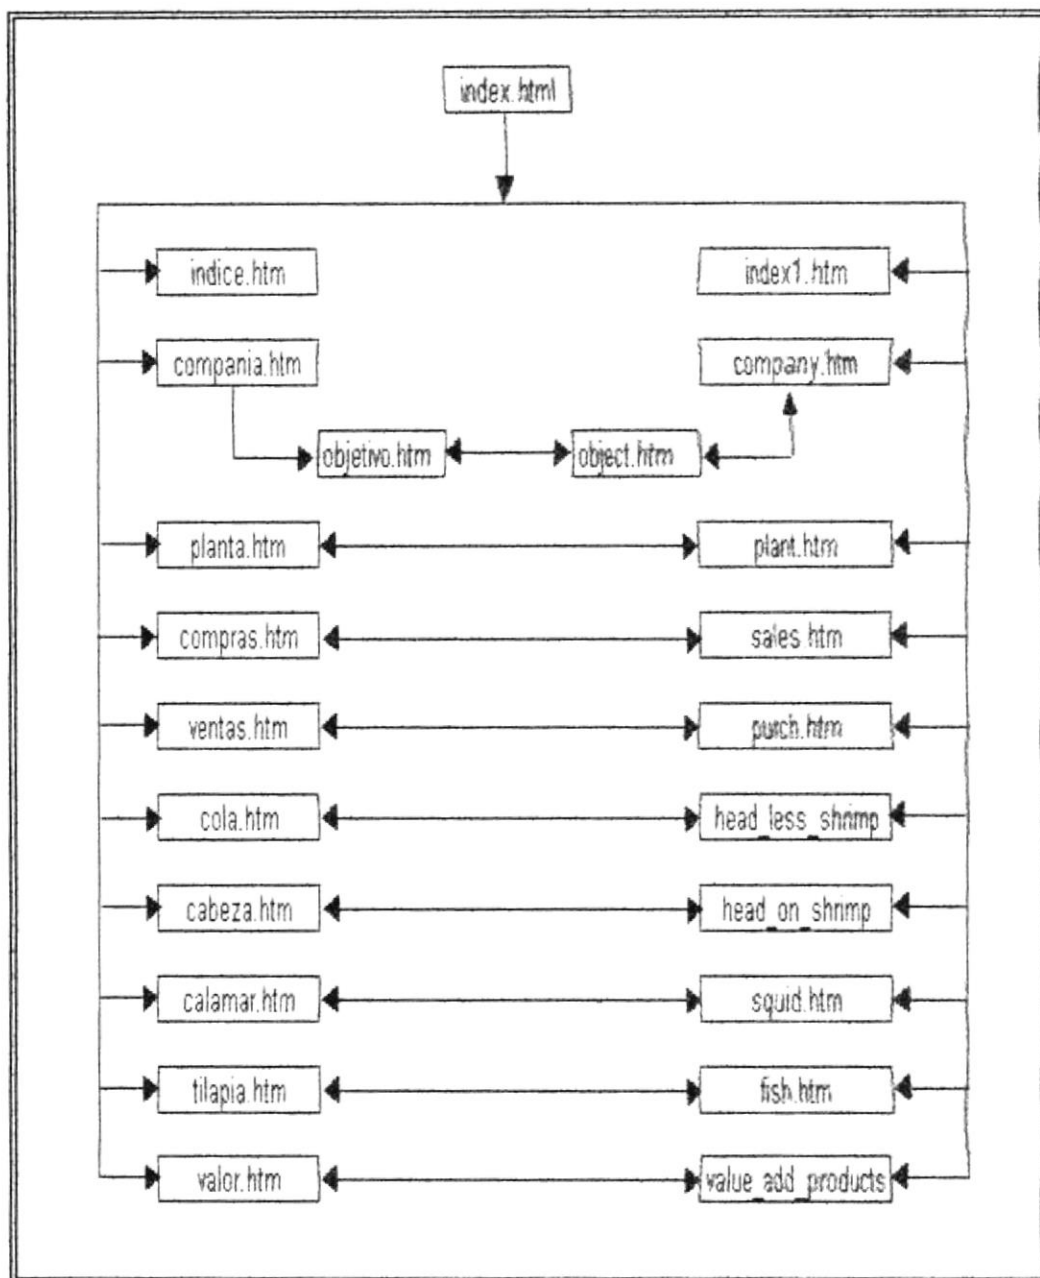 index.html
indice.htm
index1.htm
compania.htm
company.htm
objetivo.htm
object.htm
planta.htm
plant.htm
compras.htm
sales.htm
ventas.htm
purch.htm
cola.htm
head_less_shrimp
cabeza.htm
head_on_shrimp
calamar.htm
squid.htm
tilapia.htm
fish.htm
valor.htm
value_add_products